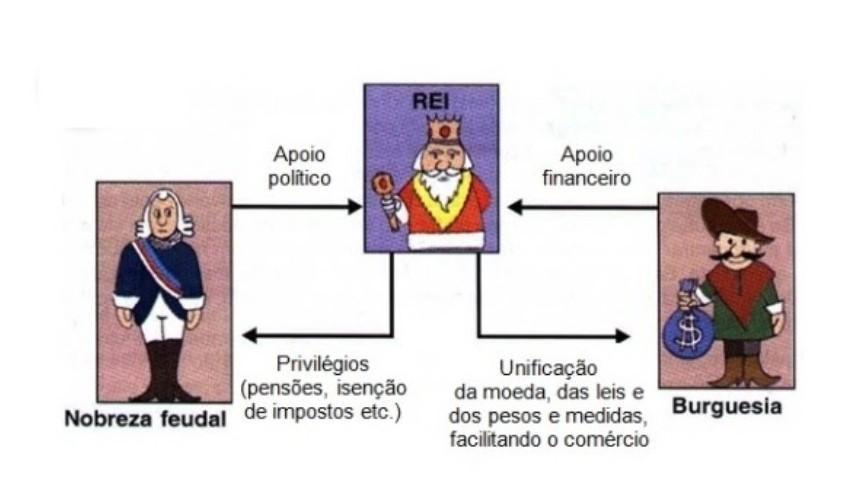 REI
Apoio
político
Apoio
financeiro
Privilégios
(pensões, isenção
de impostos etc.)
Nobreza feudal
Unificação
da moeda, das leis e
dos pesos e medidas,
facilitando o comércio
Burguesia
$